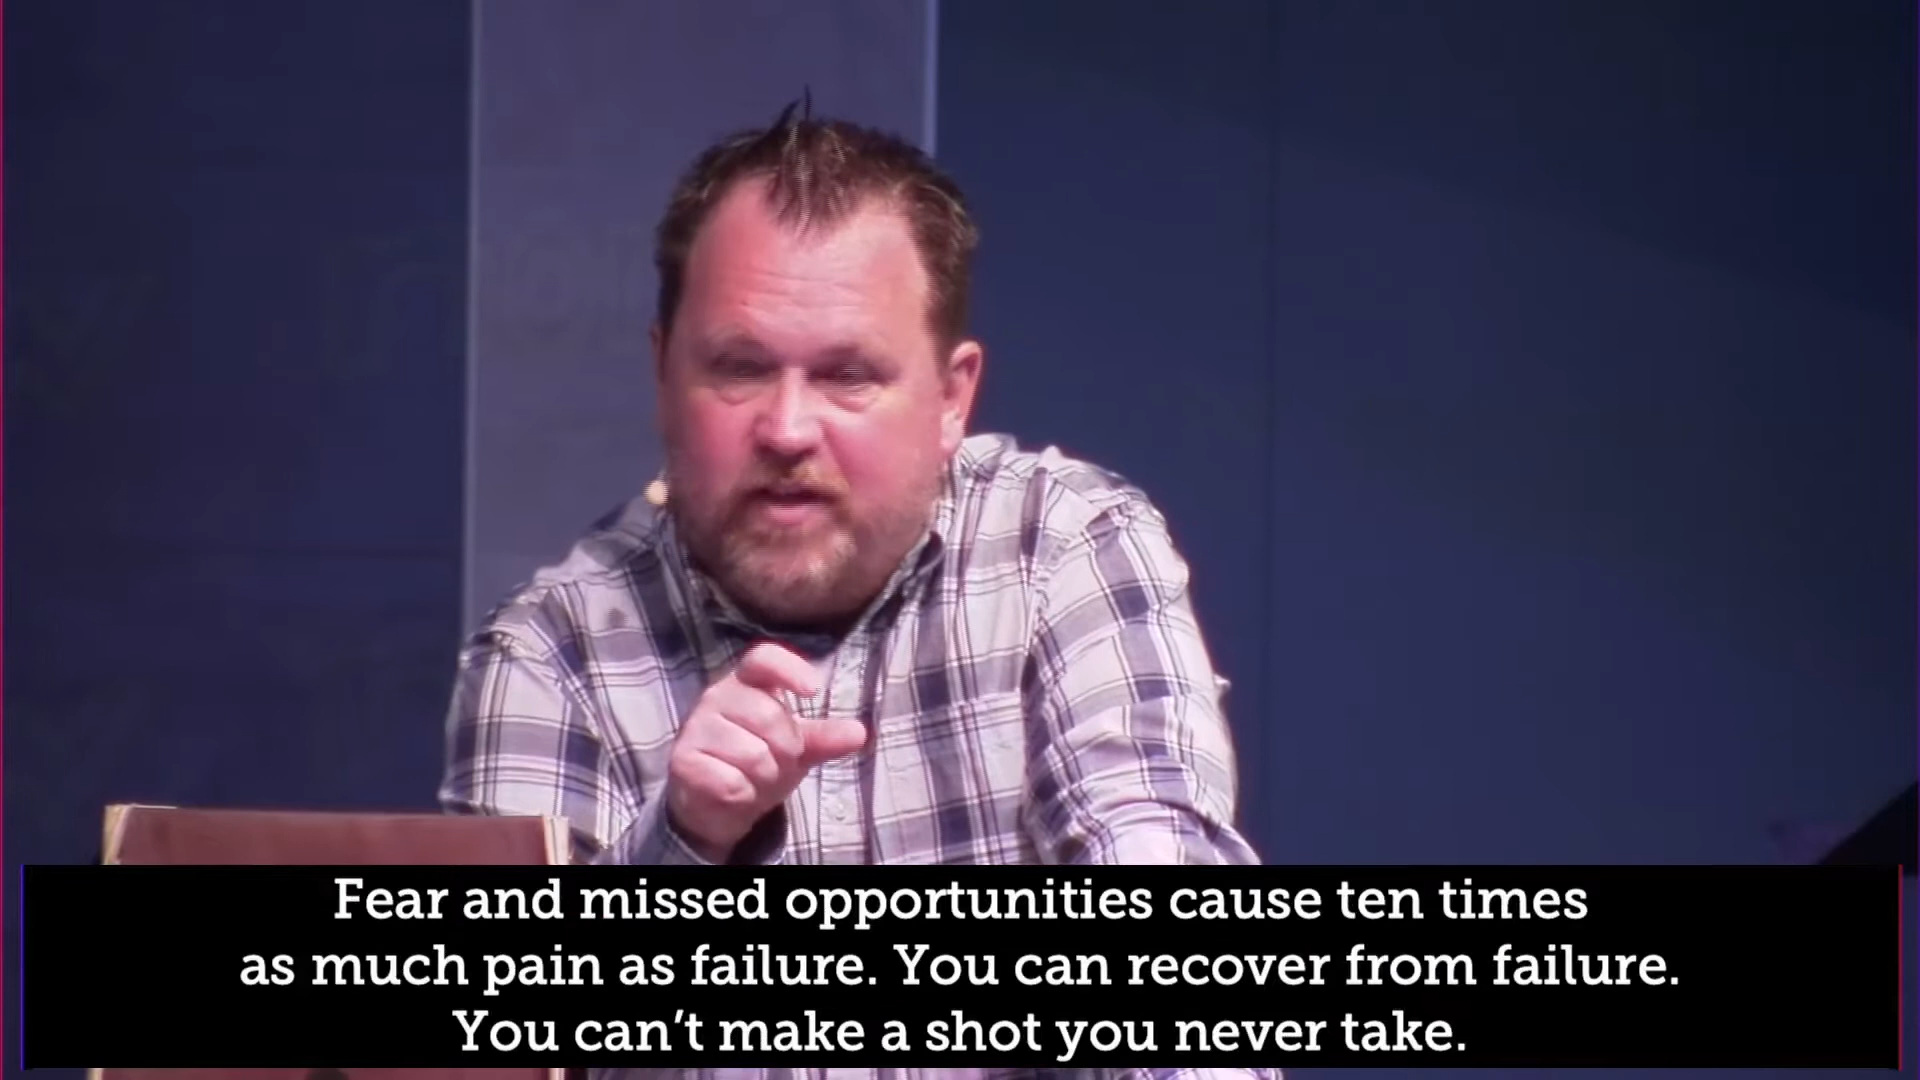 Fear and missed opportunities cause ten times
as much pain as failure. You can recover from failure.
You can’t make a shot you never take.